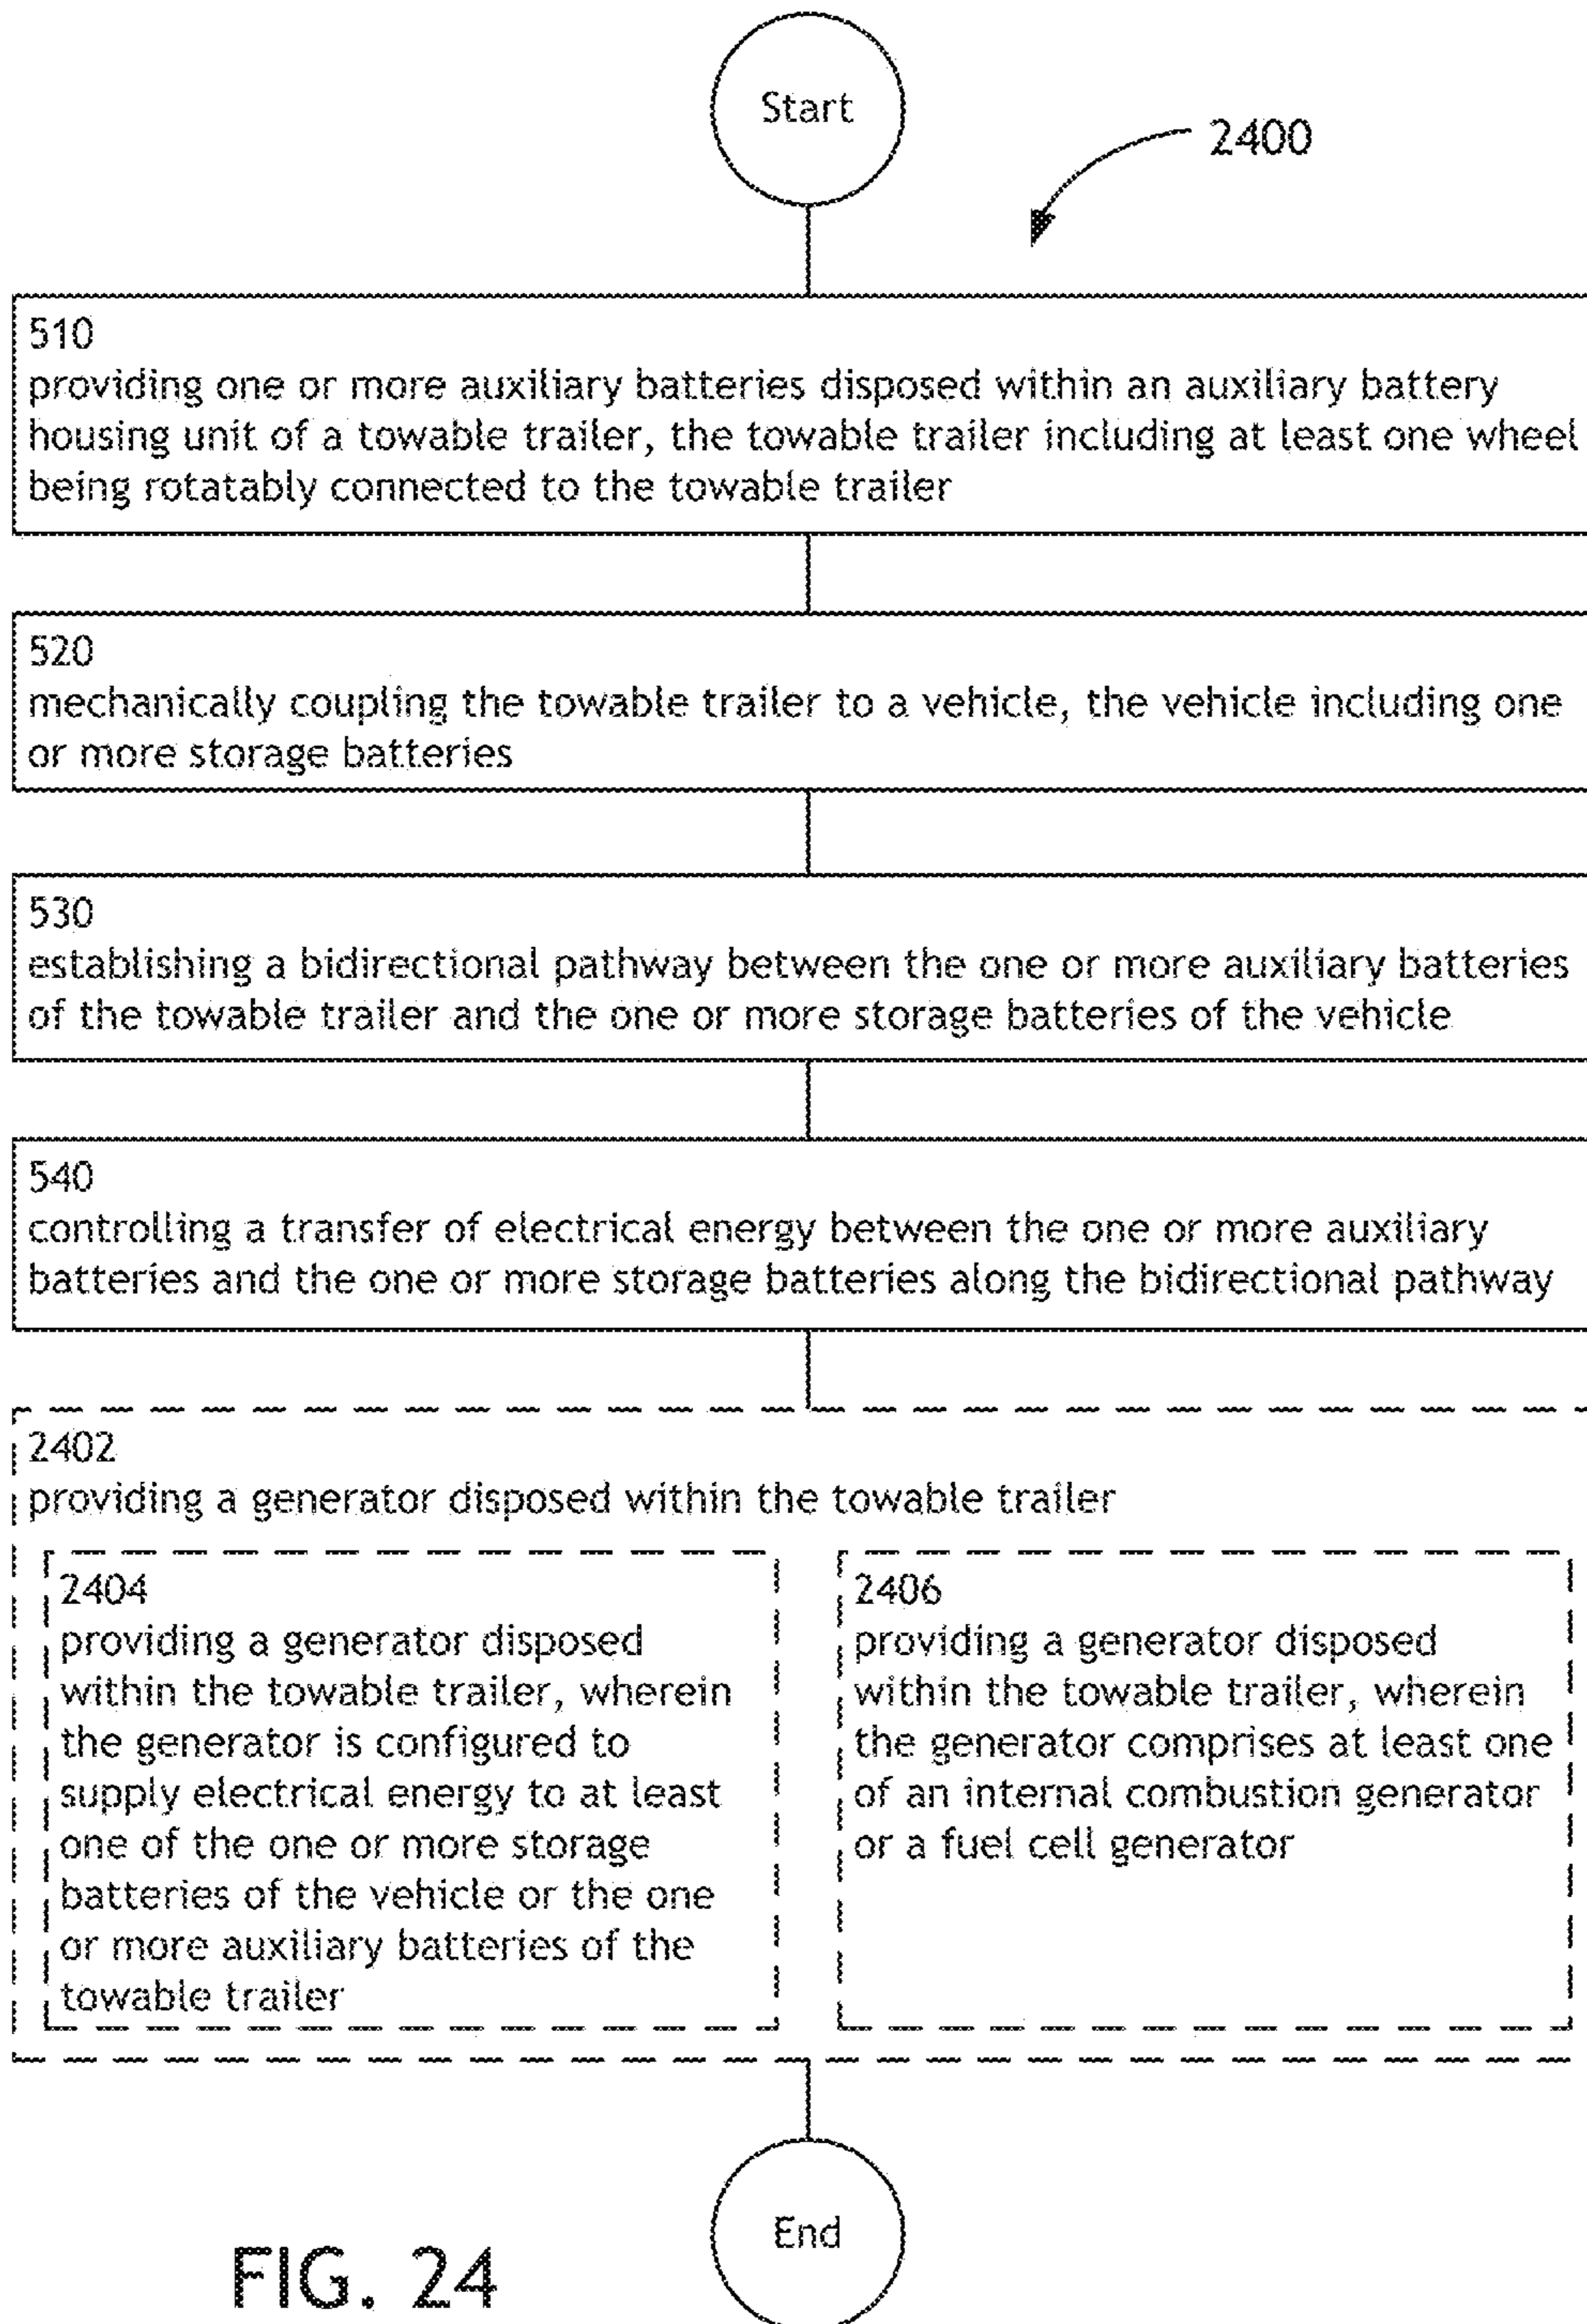 Start
2400
510
providing one or more auxiliary batteries disposed within an auxiliary battery
housing unit of a towable trailer, the towable trailer including at least one wheel
being rotatably connected to the towable trailer
520
mechanically coupling the towable trailer to a vehicle, the vehicle including one
or more storage batteries
530
establishing a bidirectional pathway between the one or more auxiliary batteries
of the towable trailer and the one or more storage batteries of the vehicle
540
controlling a transfer of electrical energy between the one or more auxiliary
batteries and the one or more storage batteries along the bidirectional pathway
2402
providing a generator disposed within the towable trailer
2404
providing a generator disposed
within the towable trailer, wherein
the generator is configured to
supply electrical energy to at least
one of the one or more storage
batteries of the vehicle or the one
or more auxiliary batteries of the
towable trailer
2406
providing a generator disposed
within the towable trailer, wherein
the generator comprises at least one
of an internal combustion generator
or a fuel cell generator
End
FIG. 24